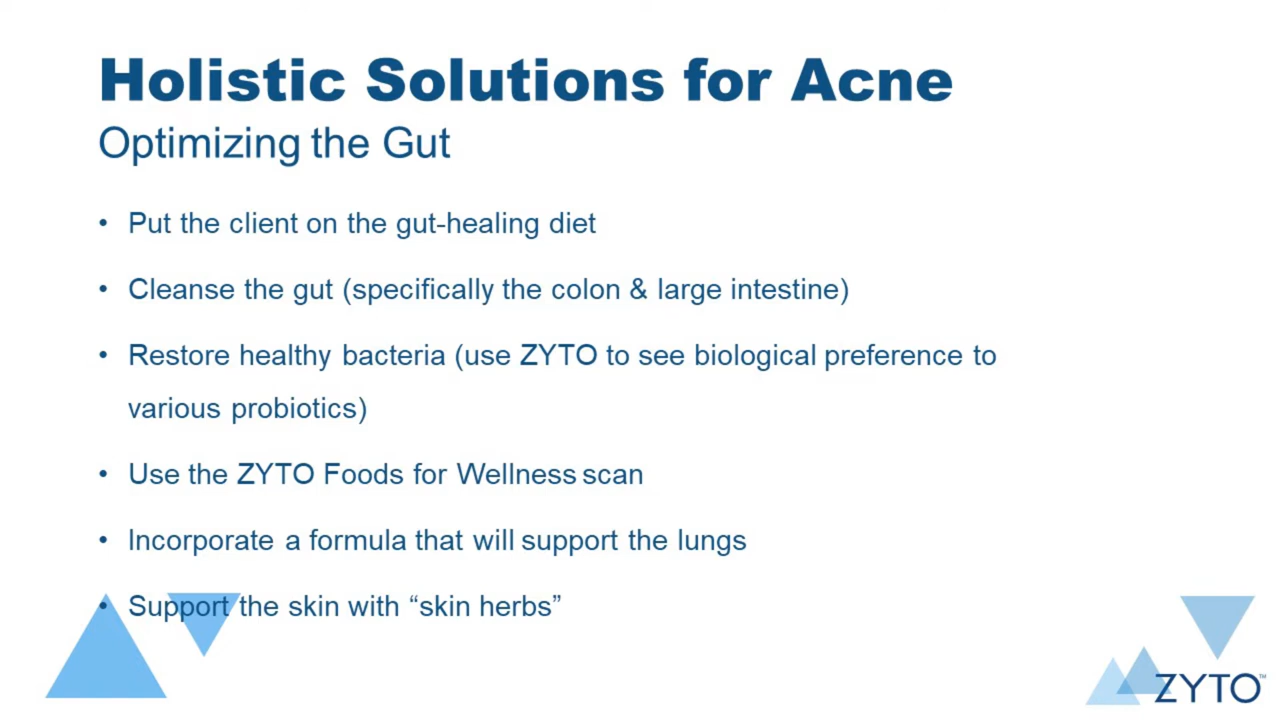 Holistic Solutions for Acne
Optimizing the Gut
• Put the client on the gut-healing diet
• Cleanse the gut (specifically the colon & large intestine)
• Restore healthy bacteria (use ZYTO to see biological preference to
various probiotics)
• Use the ZYTO Foods for Wellness scan
• Incorporate a formula that will support the lungs
• Support the skin with “skin herbs”
ZYTO™